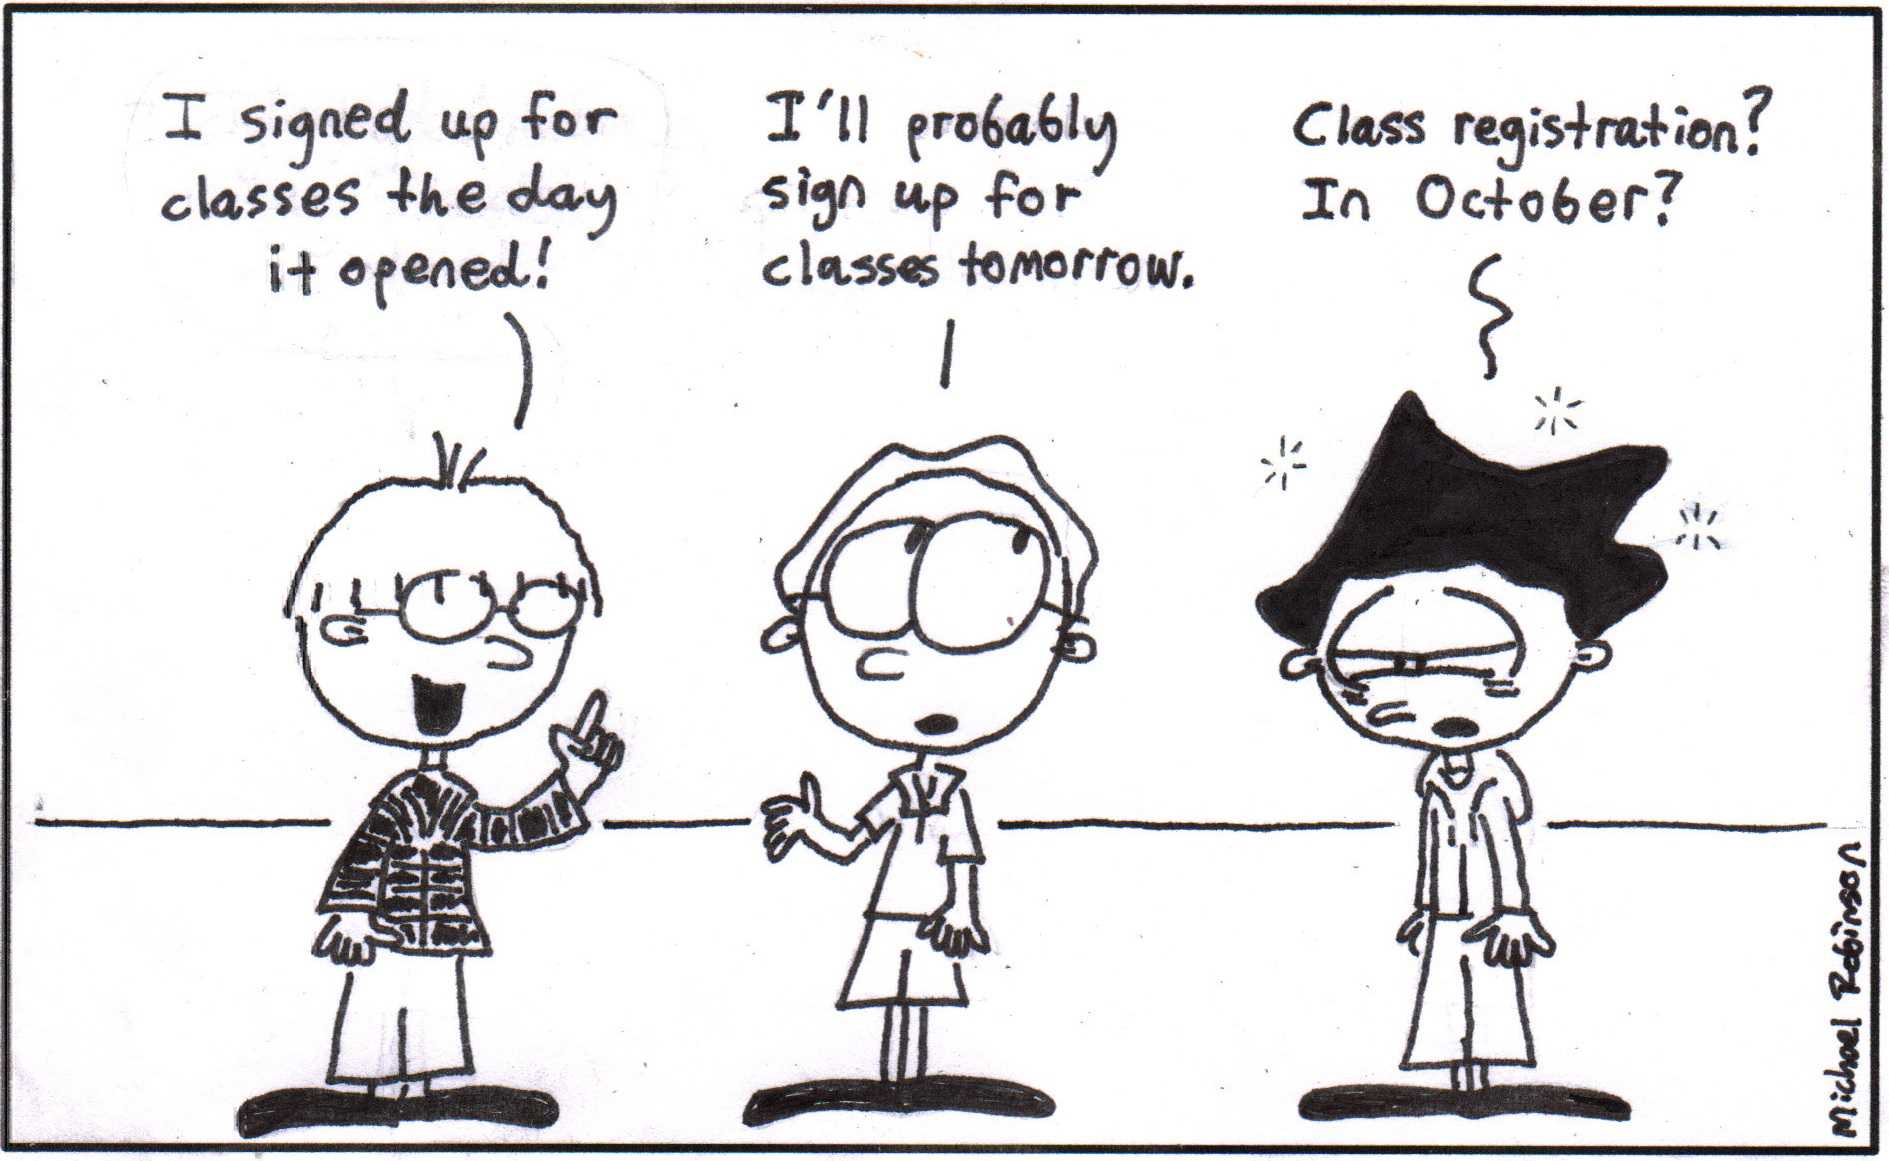 I signed up for
classes the day
it opened!
I'll probably
sign up for
classes tomorrow.
Class registration?
In October?
Michael Robinson